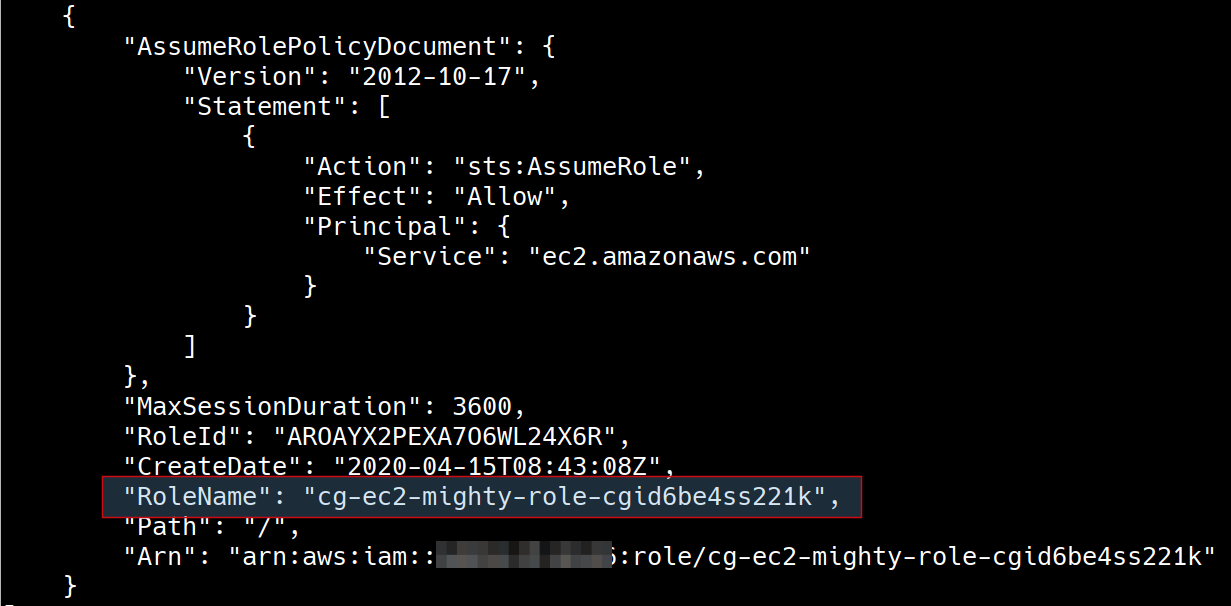 {
"AssumeRolePolicyDocument": {
"Version": "2012-10-17",
"Statement": [
{
"Action": "sts:AssumeRole",
"Effect": "Allow",
"Principal": {
"Service": "ec2.amazonaws.com"
}
}
]
},
"MaxSessionDuration": 3600,
"RoleId": "AROAYX2PEXA7O6WL24X6R",
"CreateDate": "2020-04-15T08:43:08Z",
"RoleName": "cg-ec2-mighty-role-cgid6be4ss221k",
"Path": "/",
"Arn": "arn:aws:iam:: :role/cg-ec2-mighty-role-cgid6be4ss221k"
}